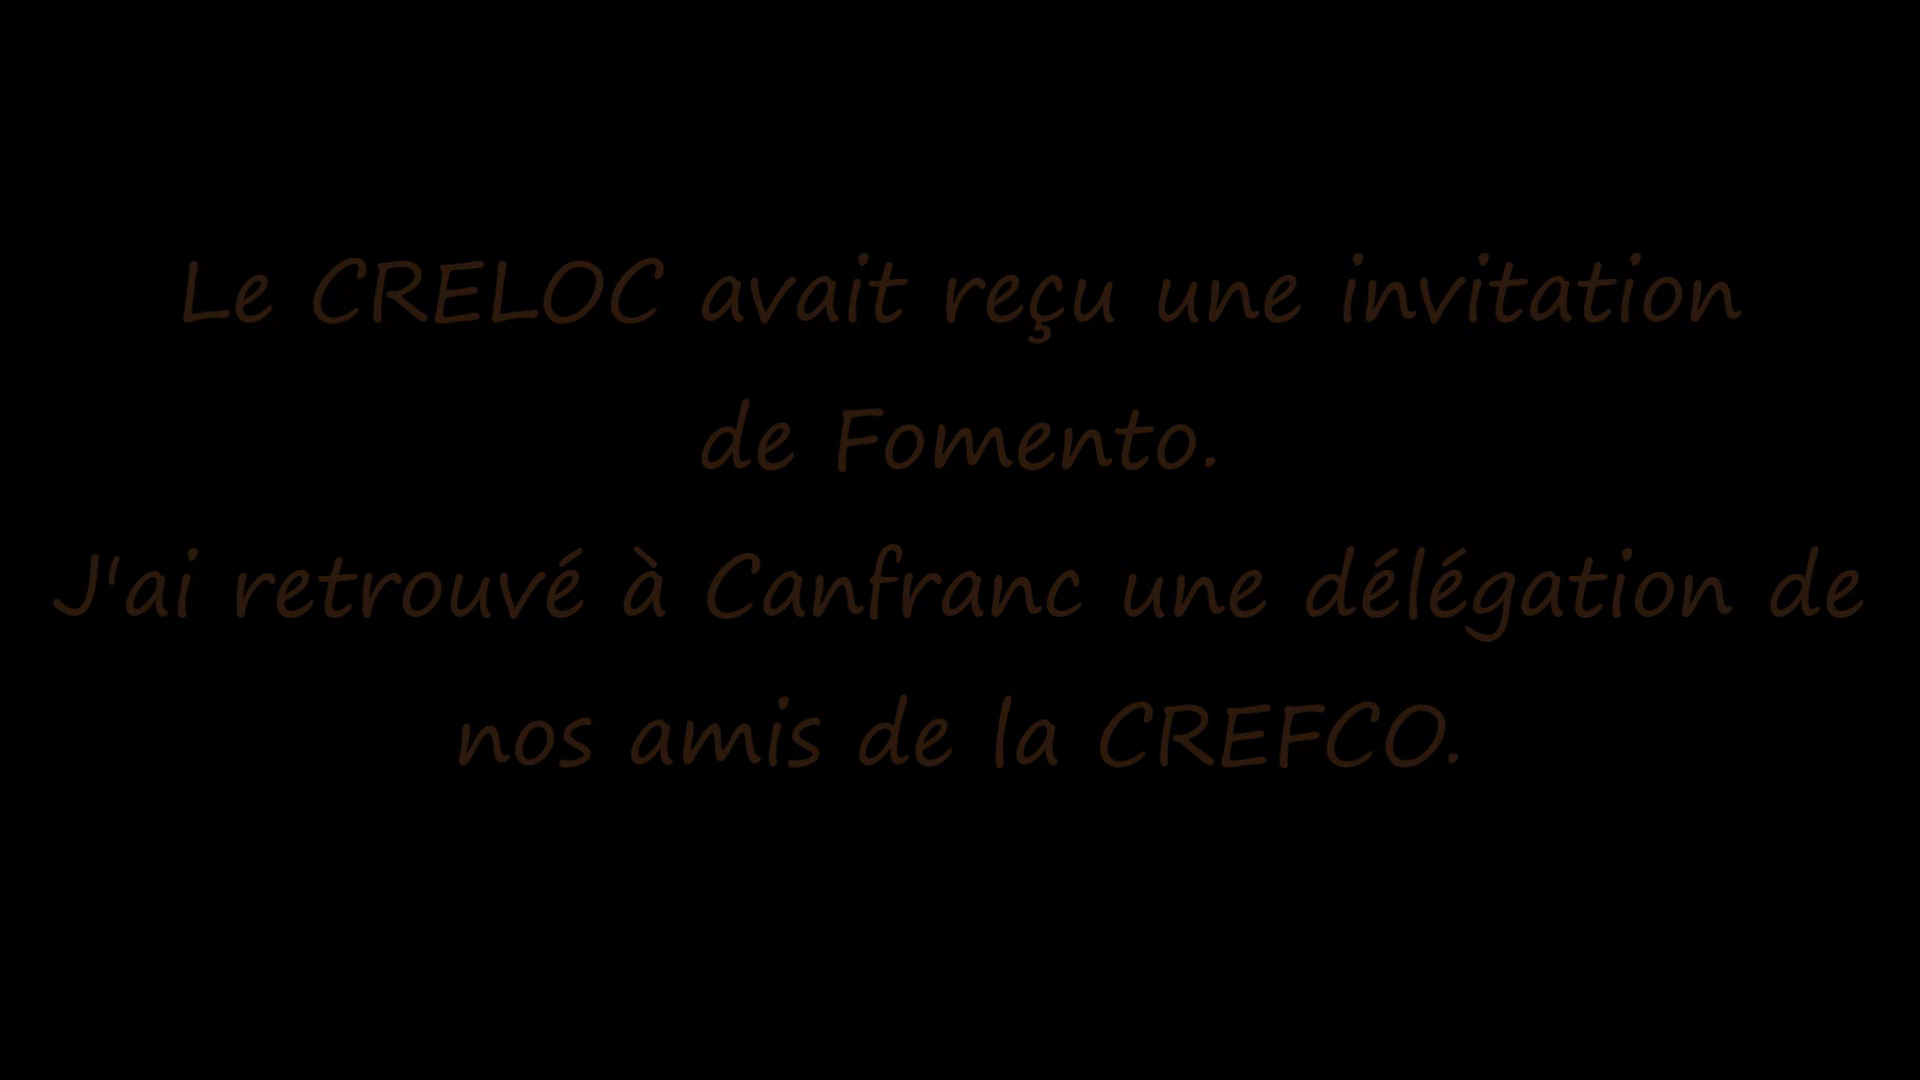 Le CRELOC avait reçu une invitation
de Fomento.
J'ai retrouvé à Canfranc une délégation de
nos amis de la CREFCO.